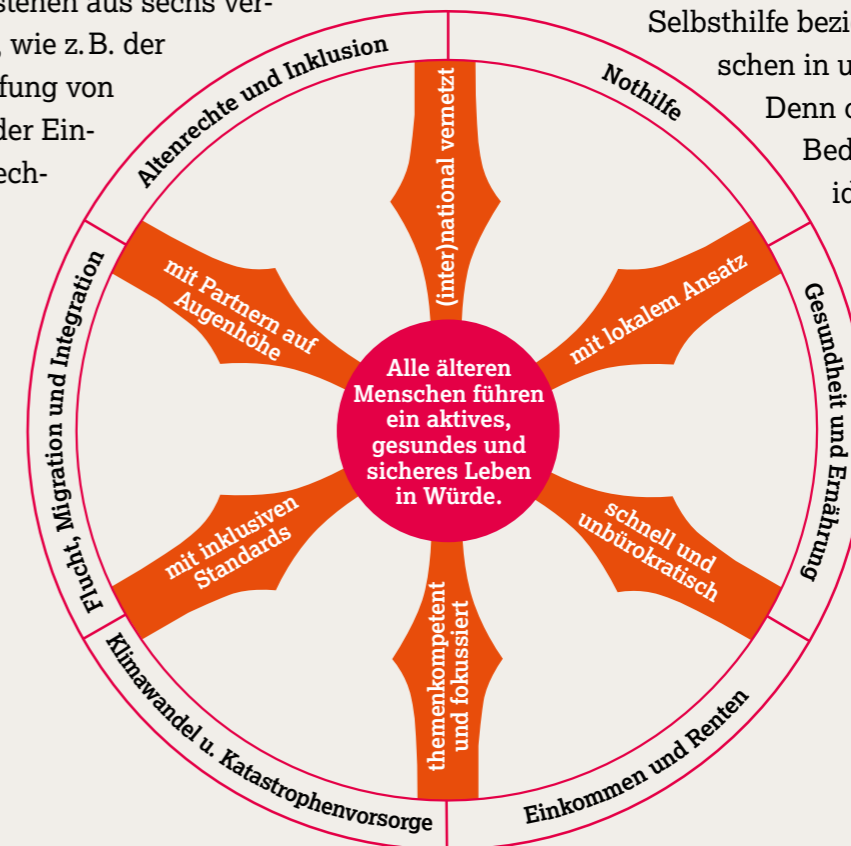 stehen aus sechs ver-
, wie z. B. der
fung von
der Ein-
ech-
Selbsthilfe bezie
schen in u
Denn
Bed
id
Altenrechte und Inklusion
Nothilfe
Gesundheit und Ernährung
Einkommen und Renten
Klimawandel u. Katastrophenvorsorge
Flucht, Migration und Integration
(inter)national vernetzt
mit lokalem Ansatz
schnell und
unbürokratisch
themenkompetent
und fokussiert
mit inklusiven
Standards
mit Partnern auf
Augenhöhe
Alle älteren
Menschen führen
ein aktives,
gesundes und
sicheres Leben
in Würde.